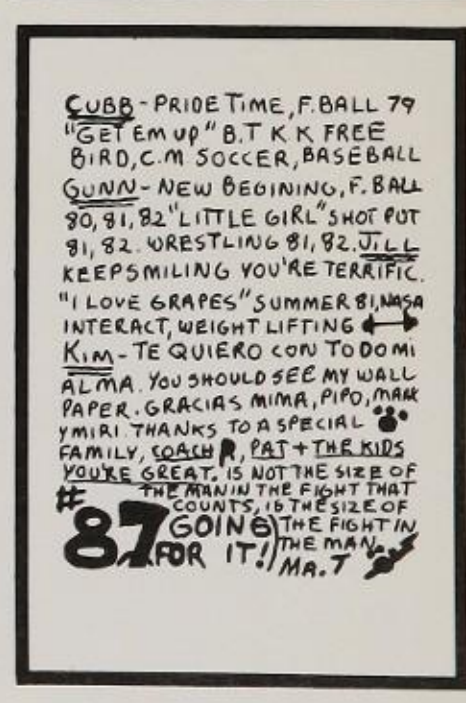 CUBB - PRIDE TIME, F. BALL 79
"GET EM UP" B.T K K FREE
BIRD, C.M SOCCER, BASEBALL
GUNN - NEW BEGINING, F. BALL
80, 81, 82 "LITTLE GIRL" SHOT PUT
81, 82. WRESTLING 81, 82. JILL
KEEP SMILING YOU'RE TERRIFIC.
"I LOVE GRAPES" SUMMER 81, NASA
INTERACT, WEIGHT LIFTING
KIM - TE QUIERO CON TODO MI
ALMA. YOU SHOULD SEE MY WALL
PAPER. GRACIAS MIMA, PIPO, MARK
Y MIRI. THANKS TO A SPECIAL
FAMILY, COACH R, PAT + THE KIDS
YOU'RE GREAT. IS NOT THE SIZE OF
THE MAN IN THE FIGHT THAT
COUNTS, IS THE SIZE OF
THE FIGHT IN
THE MAN.
MA. T
#87 GOING
FOR IT!